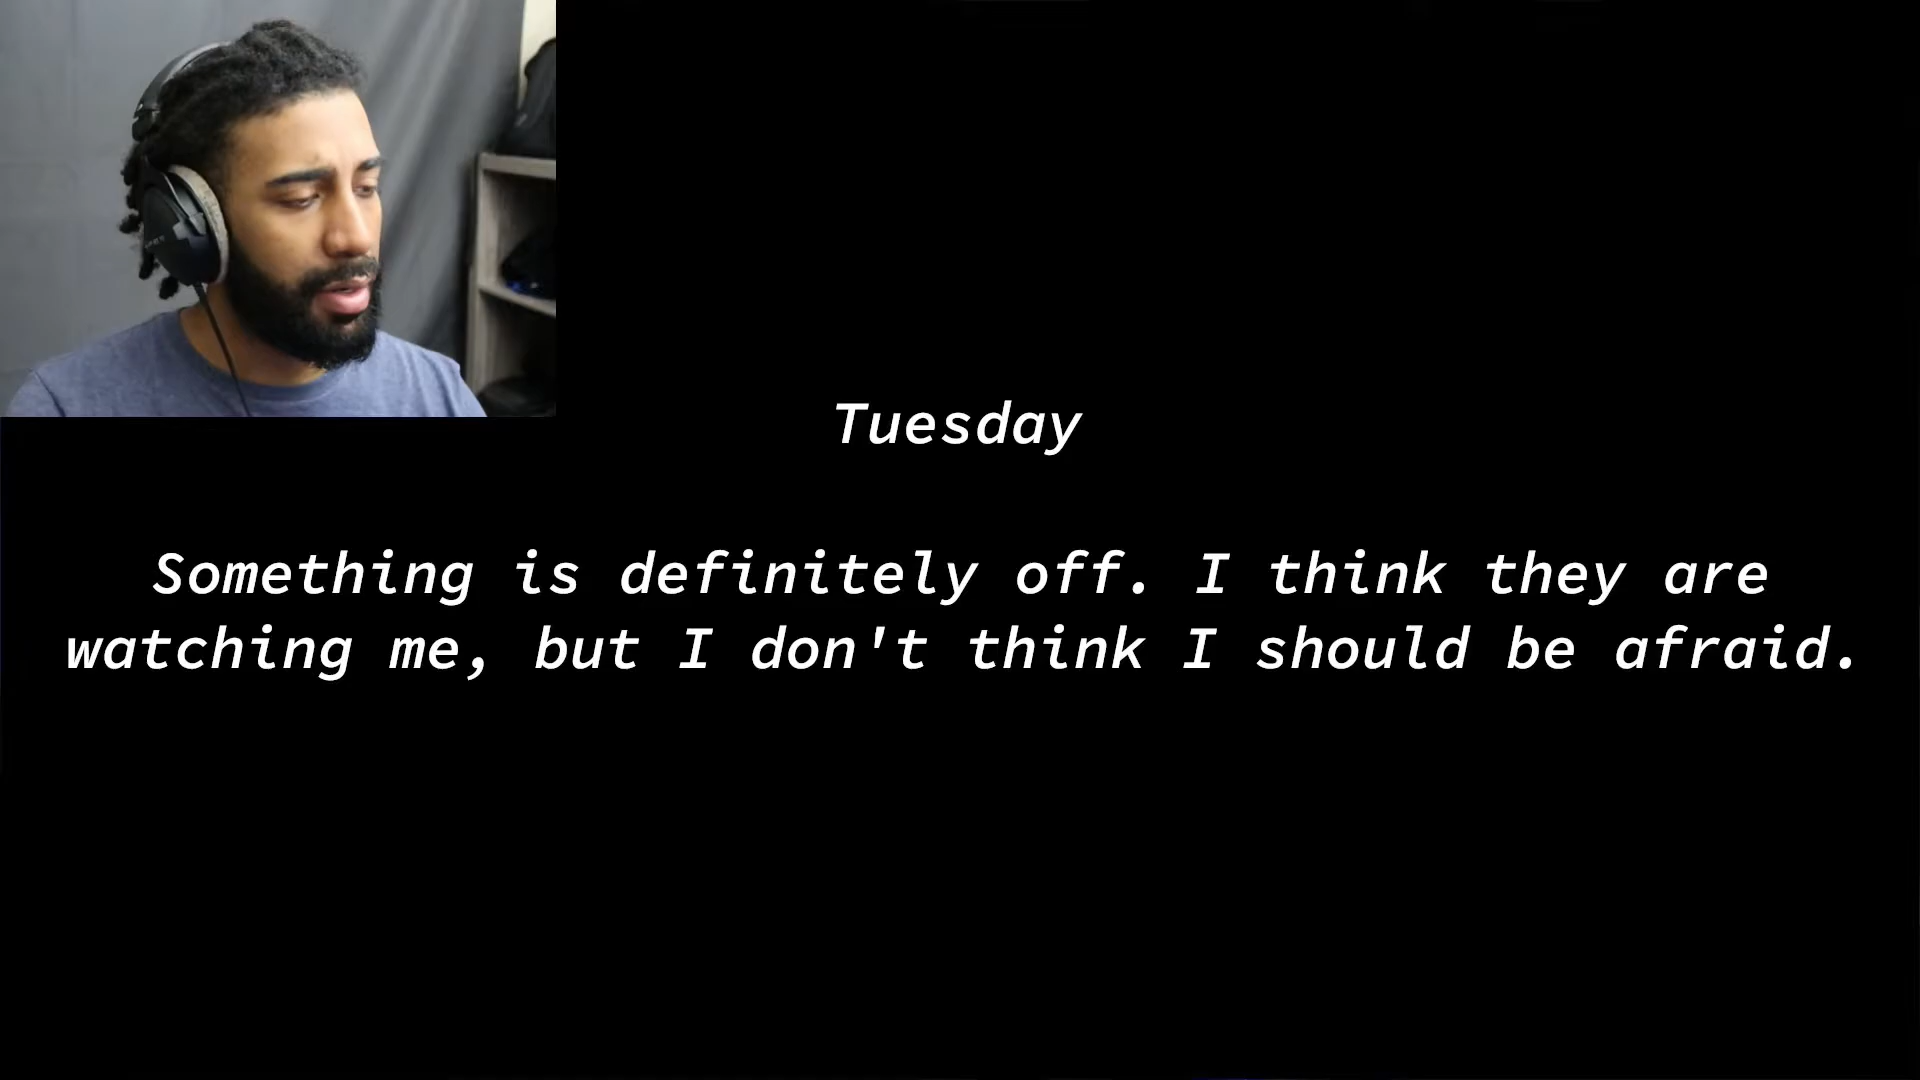 Tuesday
Something is definitely off. I think they are
watching me, but I don't think I should be afraid.